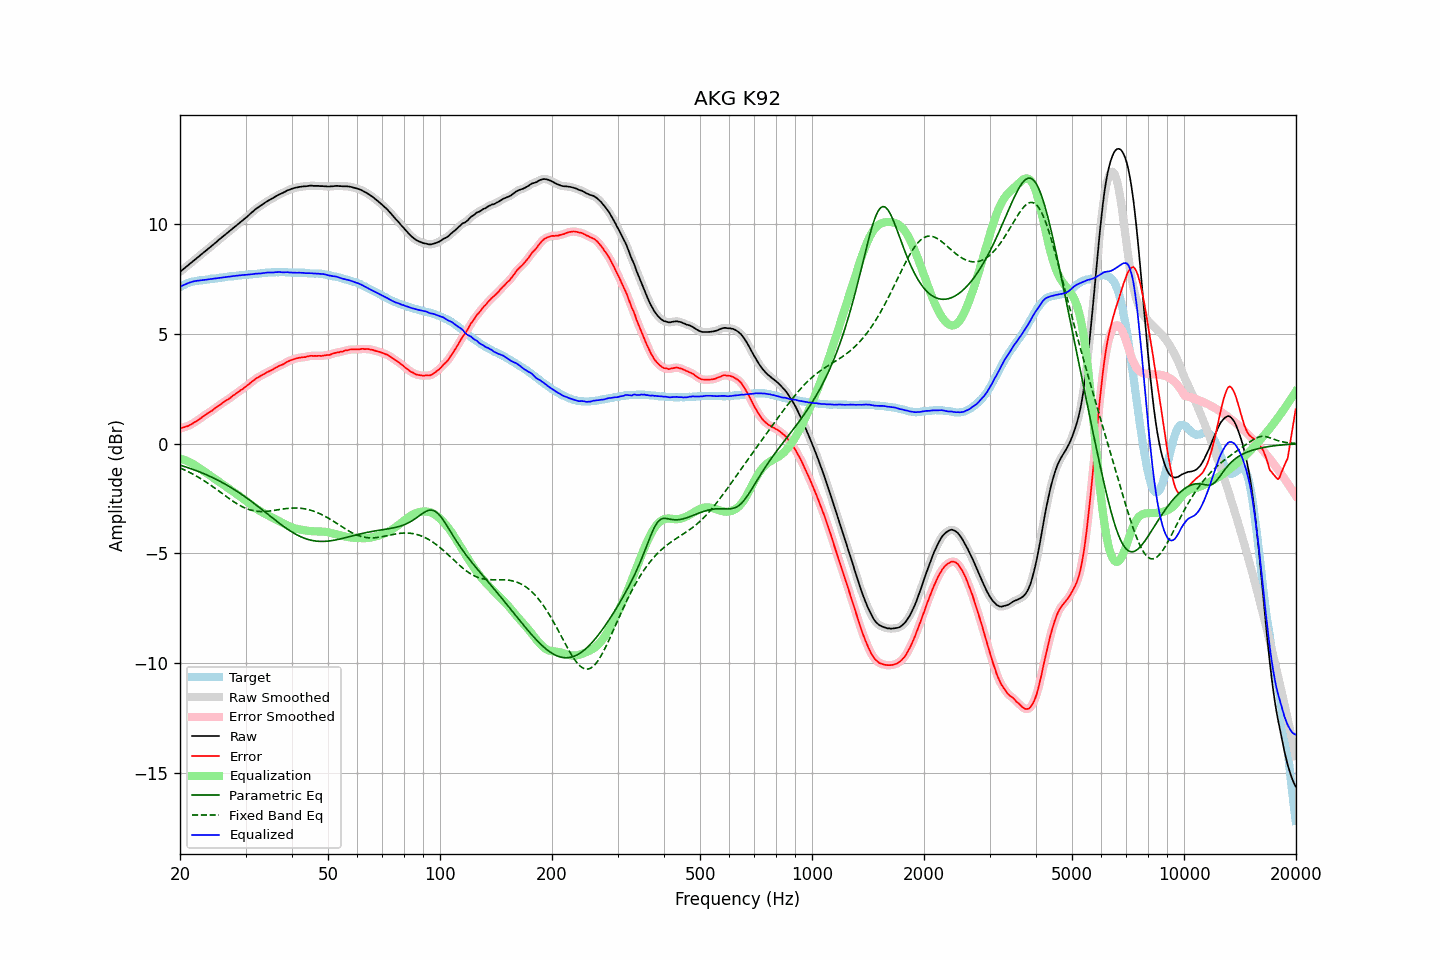 AKG K92
Amplitude (dBr)
10
5
0
−5
−10
−15
Target
Raw Smoothed
Error Smoothed
Raw
Error
Equalization
Parametric Eq
Fixed Band Eq
Equalized
20 50 100 200 500 1000 2000 5000 10000 20000
Frequency (Hz)